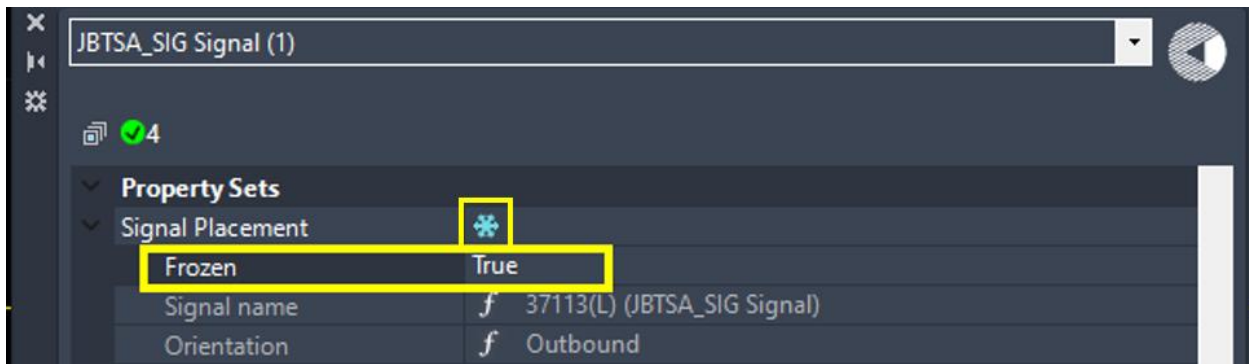 JBTSA_SIG Signal (1)
4
Property Sets
Signal Placement
Frozen True
Signal name f 37113(L) (JBTSA_SIG Signal)
Orientation f Outbound